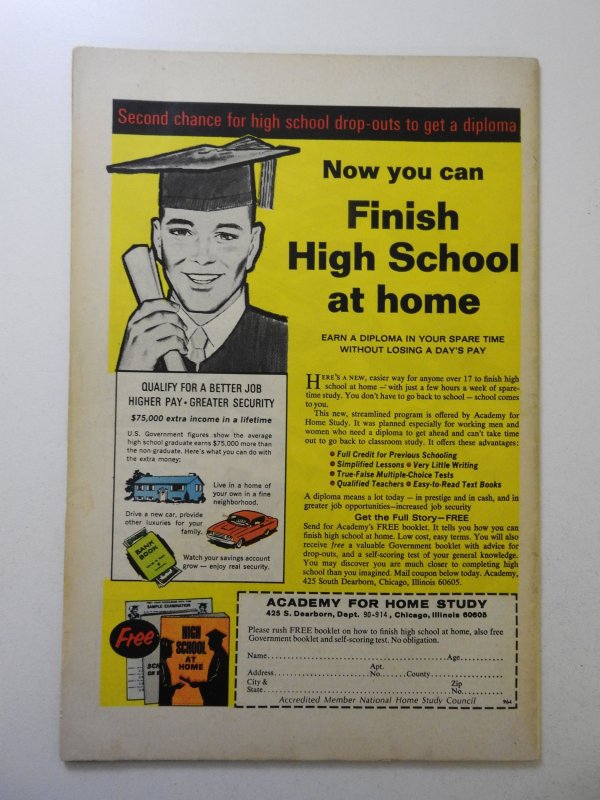 Second chance for high school drop-outs to get a diploma
Now you can
Finish
High School
at home
EARN A DIPLOMA IN YOUR SPARE TIME
WITHOUT LOSING A DAY'S PAY
HERE'S A NEW, easier way for anyone over 17 to finish high
school at home — with just a few hours a week of spare-
time study. You don't have to go back to school — school comes
to you.
This new, streamlined program is offered by Academy for
Home Study. It was planned especially for working men and
women who need a diploma to get ahead and can't take time
out to go back to classroom study. It offers these advantages:
● Full Credit for Previous Schooling
● Simplified Lessons ● Very Little Writing
● True-False Multiple-Choice Tests
● Qualified Teachers ● Easy-to-Read Text Books
A diploma means a lot today — in prestige and in cash, and in
greater job opportunities–increased job security
Get the Full Story—FREE
Send for Academy's FREE booklet. It tells you how you can
finish high school at home. Low cost, easy terms. You will also
receive free a valuable Government booklet with advice for
drop-outs, and a self-scoring test of your general knowledge.
You may discover you are much closer to completing high
school than you imagined. Mail coupon below today. Academy,
425 South Dearborn, Chicago, Illinois 60605.
QUALIFY FOR A BETTER JOB
HIGHER PAY • GREATER SECURITY
$75,000 extra income in a lifetime
U.S. Government figures show the average
high school graduate earns $75,000 more than
the non-graduate. Here's what you can do with
the extra money:
Live in a home of
your own in a fine
neighborhood.
Drive a new car, provide
other luxuries for your
family.
BANK
BOOK
Watch your savings account
grow — enjoy real security.
Free
SAMPLE EXAMINATION
HIGH
SCHOOL
AT
HOME
ACADEMY FOR HOME STUDY
425 S. Dearborn, Dept. 90-914, Chicago, Illinois 60605
Please rush FREE booklet on how to finish high school at home, also free
Government booklet and self-scoring test. No obligation.
Name Age
Apt.
Address No. County
City & Zip
State No.
Accredited Member National Home Study Council 964